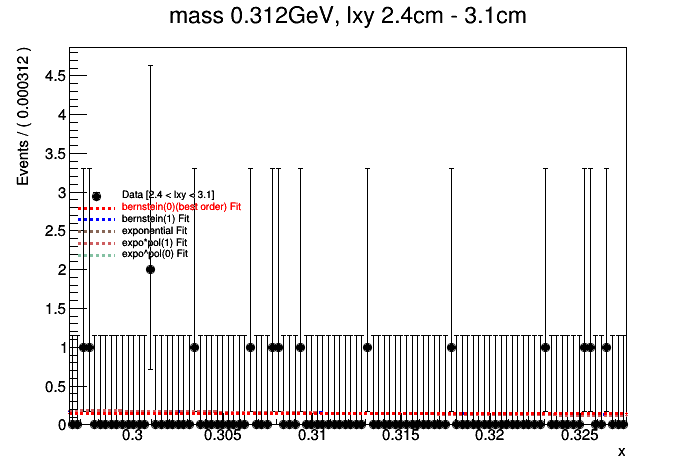 mass 0.312GeV, lxy 2.4cm - 3.1cm
Events / ( 0.000312 )
4.5
4
3.5
3
2.5
2
1.5
1
0.5
0
Data [2.4 < lxy < 3.1]
bernstein(0)(best order) Fit
bernstein(1) Fit
exponential Fit
expo*pol(1) Fit
expo^pol(0) Fit
0.3 0.305 0.31 0.315 0.32 0.325
x